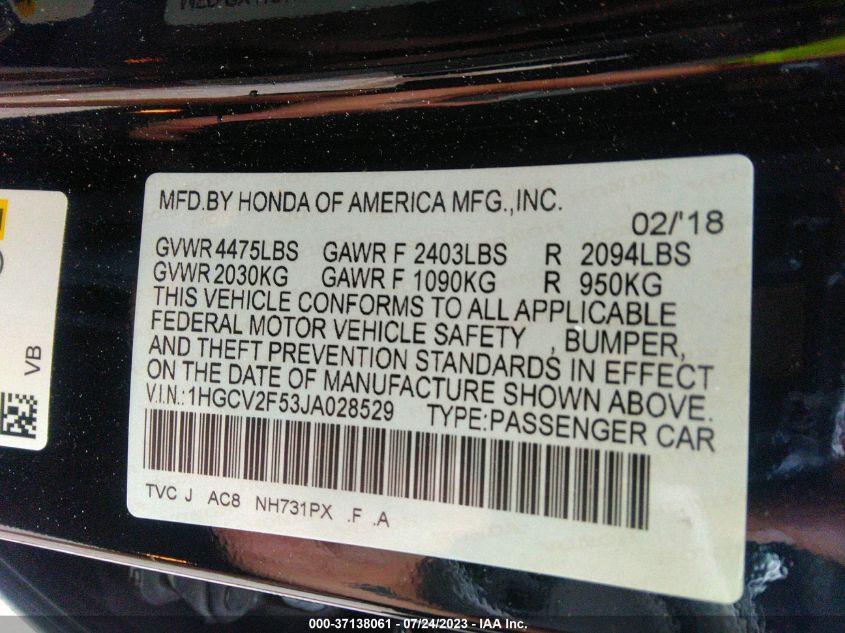 MFD.BY HONDA OF AMERICA MFG.,INC.
02/'18
GVWR 4475LBS GAWR F 2403LBS R 2094LBS
GVWR 2030KG GAWR F 1090KG R 950KG
THIS VEHICLE CONFORMS TO ALL APPLICABLE
FEDERAL MOTOR VEHICLE SAFETY , BUMPER,
AND THEFT PREVENTION STANDARDS IN EFFECT
ON THE DATE OF MANUFACTURE SHOWN ABOVE.
V.I.N.:1HGCV2F53JA028529 TYPE:PASSENGER CAR
TVC J AC8 NH731PX .F .A
VB
000-37138061 - 07/24/2023 - IAA Inc.